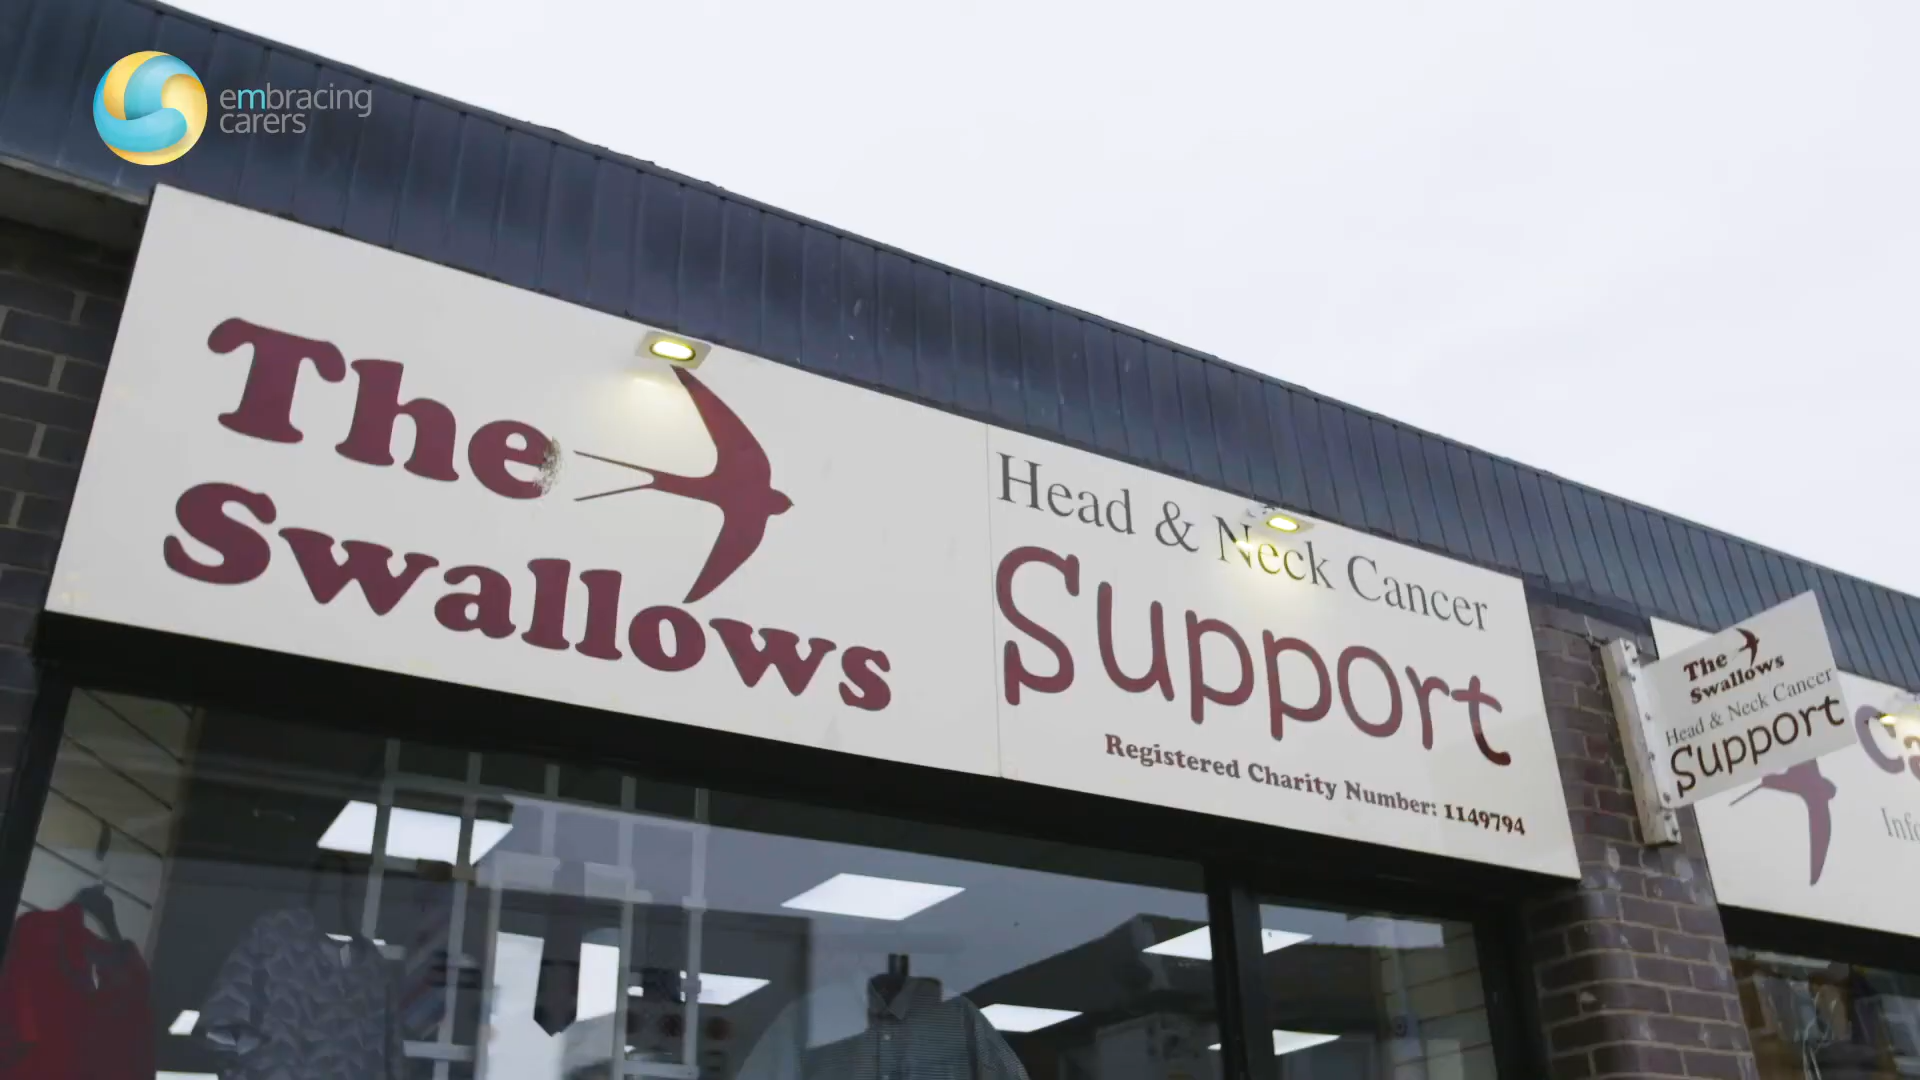 embracing
carers
The
Swallows
Head & Neck Cancer
Support
Registered Charity Number: 1149794
The
Swallows
Head & Neck Cancer
Support